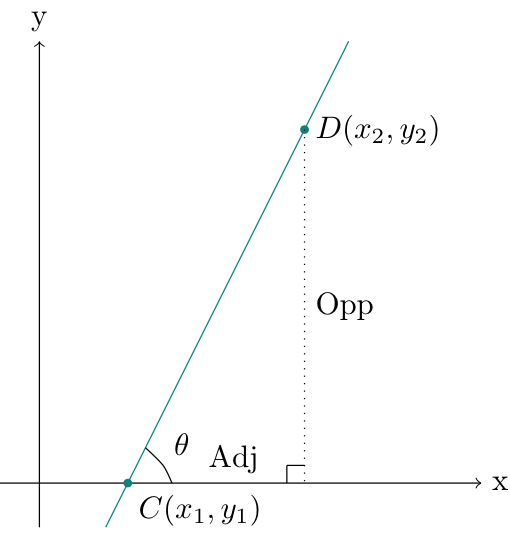 y
D(x₂, y₂)
Opp
θ
Adj
x
C(x₁, y₁)